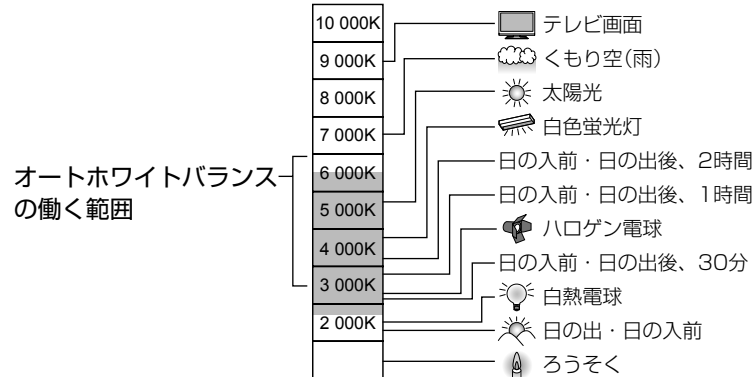 10 000K
テレビ画面
9 000K
くもり空(雨)
8 000K
太陽光
7 000K
白色蛍光灯
6 000K
日の入前・日の出後、2時間
オートホワイトバランス
の働く範囲
5 000K
日の入前・日の出後、1時間
ハロゲン電球
4 000K
日の入前・日の出後、30分
3 000K
白熱電球
2 000K
日の出・日の入前
ろうそく